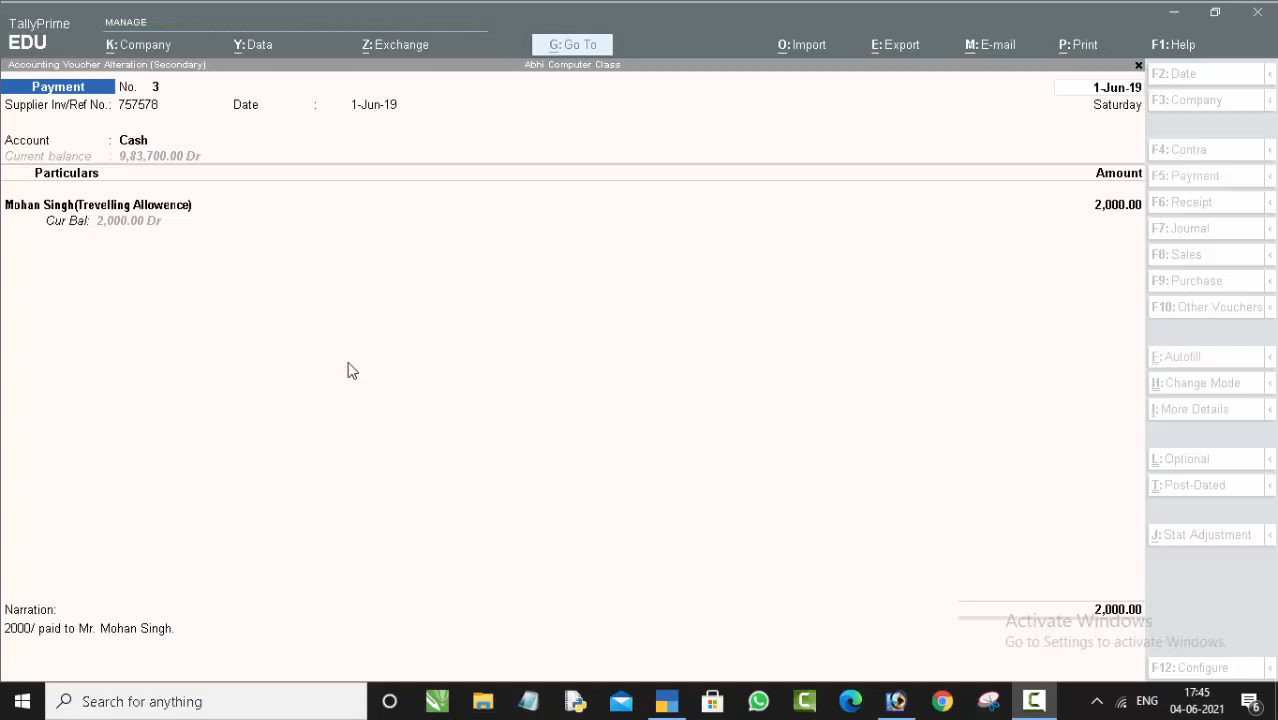 TallyPrime
EDU
MANAGE
K: Company
Y: Data
Z: Exchange
G: Go To
O: Import
E: Export
M: E-mail
P: Print
F1: Help
Accounting Voucher Alteration (Secondary)
Abhi Computer Class
Payment No. 3
1-Jun-19
Supplier Inv/Ref No.: 757578 Date : 1-Jun-19
Saturday
Account : Cash
Current balance : 9,83,700.00 Dr
Particulars Amount
Mohan Singh(Trevelling Allowence) 2,000.00
Cur Bal: 2,000.00 Dr
Narration: 2,000.00
2000/ paid to Mr. Mohan Singh.
F2: Date
F3: Company
F4: Contra
F5: Payment
F6: Receipt
F7: Journal
F8: Sales
F9: Purchase
F10: Other Vouchers
F: Autofill
H: Change Mode
I: More Details
L: Optional
T: Post-Dated
J: Stat Adjustment
Activate Windows
Go to Settings to activate Windows.
F12: Configure
Search for anything
ENG
17:45
04-06-2021
6